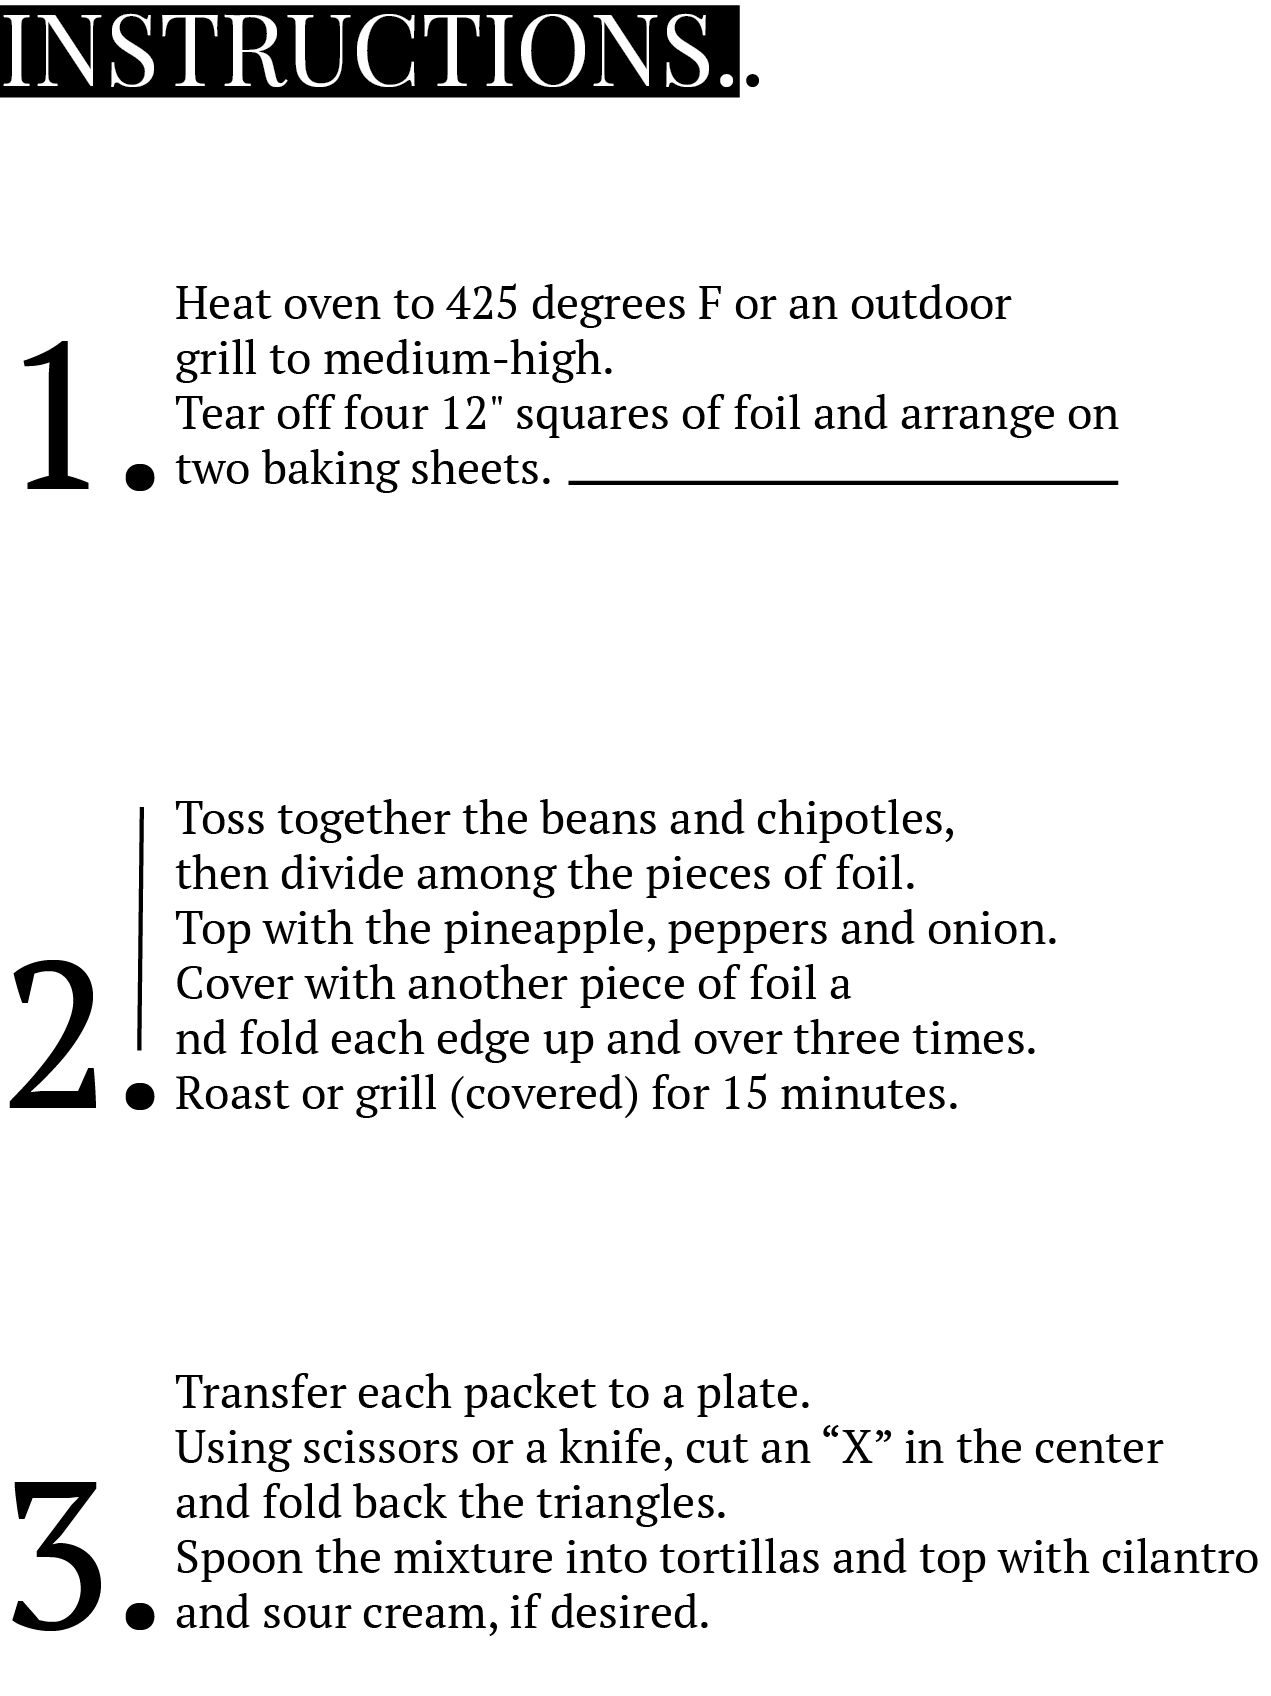 INSTRUCTIONS..
1.
Heat oven to 425 degrees F or an outdoor
grill to medium-high.
Tear off four 12" squares of foil and arrange on
two baking sheets.
2.
Toss together the beans and chipotles,
then divide among the pieces of foil.
Top with the pineapple, peppers and onion.
Cover with another piece of foil a
nd fold each edge up and over three times.
Roast or grill (covered) for 15 minutes.
3.
Transfer each packet to a plate.
Using scissors or a knife, cut an “X” in the center
and fold back the triangles.
Spoon the mixture into tortillas and top with cilantro
and sour cream, if desired.